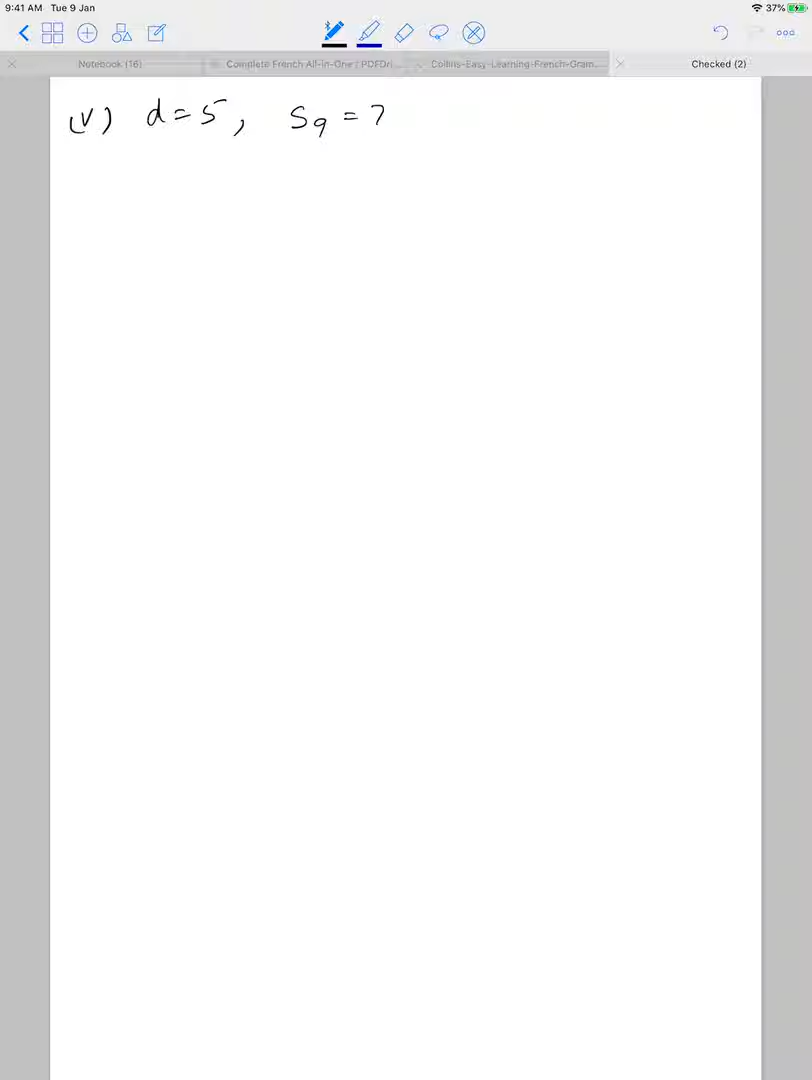 9:41 AM Tue 9 Jan 37%
Notebook (16) Complete French All-in-One ( PDFDri... Collins-Easy-Learning-French-Gram... Checked (2)
(v) d = 5, S₉ = 7